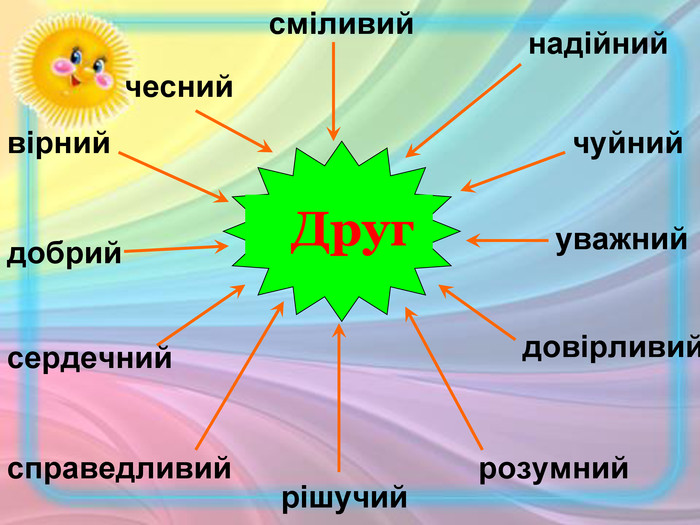 сміливий
надійний
чесний
вірний
чуйний
Друг
уважний
добрий
довірливий
сердечний
справедливий
розумний
рішучий